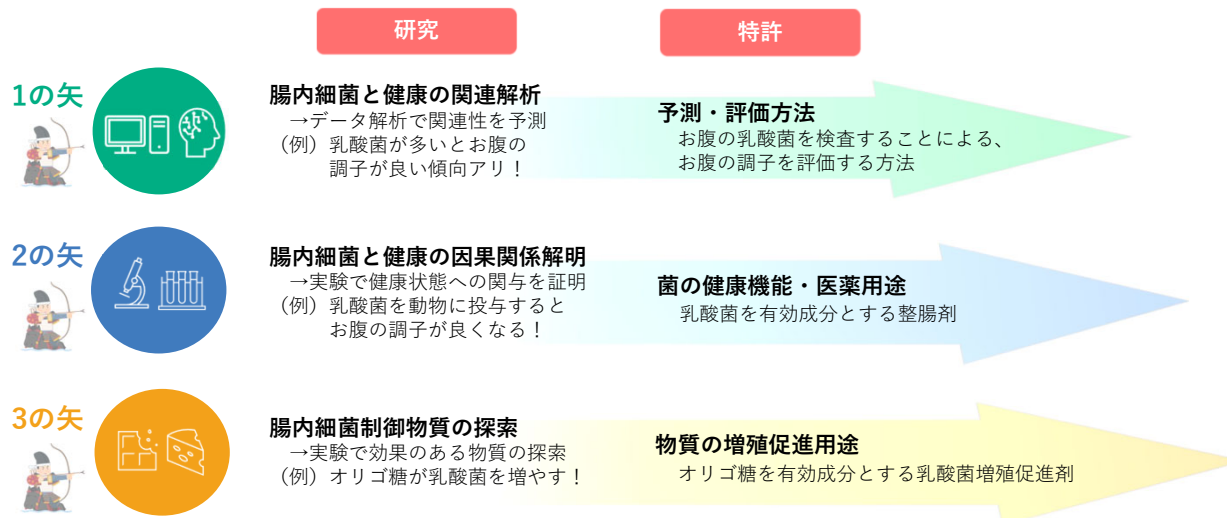 研究
特許
1の矢
腸内細菌と健康の関連解析
→データ解析で関連性を予測
（例）乳酸菌が多いとお腹の
調子が良い傾向アリ！
予測・評価方法
お腹の乳酸菌を検査することによる、
お腹の調子を評価する方法
2の矢
腸内細菌と健康の因果関係解明
→実験で健康状態への関与を証明
（例）乳酸菌を動物に投与すると
お腹の調子が良くなる！
菌の健康機能・医薬用途
乳酸菌を有効成分とする整腸剤
3の矢
腸内細菌制御物質の探索
→実験で効果のある物質の探索
（例）オリゴ糖が乳酸菌を増やす！
物質の増殖促進用途
オリゴ糖を有効成分とする乳酸菌増殖促進剤